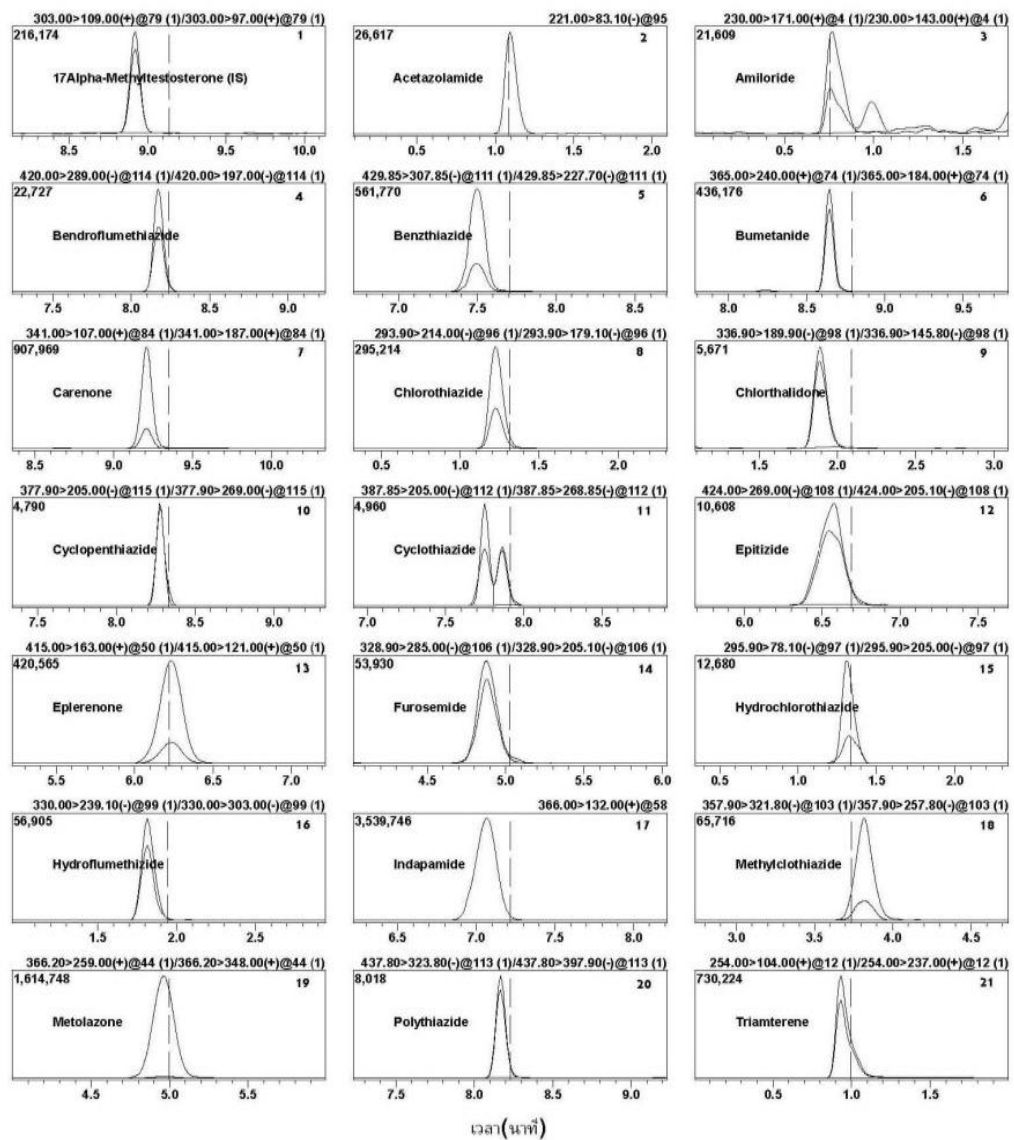 303.00>109.00(+)@79 (1)/303.00>97.00(+)@79 (1)
216,174
1
17Alpha-Methyltestosterone (IS)
8.5 9.0 9.5 10.0
221.00>83.10(-)@95
26,617
2
Acetazolamide
0.5 1.0 1.5 2.0
230.00>171.00(+)@4 (1)/230.00>143.00(+)@4 (1)
21,609
3
Amiloride
0.5 1.0 1.5
420.00>289.00(-)@114 (1)/420.00>197.00(-)@114 (1)
22,727
4
Bendroflumethiazide
7.5 8.0 8.5 9.0
429.85>307.85(-)@111 (1)/429.85>227.70(-)@111 (1)
561,770
5
Benzthiazide
7.0 7.5 8.0 8.5
365.00>240.00(+)@74 (1)/365.00>184.00(+)@74 (1)
436,176
6
Bumetanide
8.0 8.5 9.0 9.5
341.00>107.00(+)@84 (1)/341.00>187.00(+)@84 (1)
907,969
7
Carenone
8.5 9.0 9.5 10.0
293.90>214.00(-)@96 (1)/293.90>179.10(-)@96 (1)
295,214
8
Chlorothiazide
0.5 1.0 1.5 2.0
336.90>189.90(-)@98 (1)/336.90>145.80(-)@98 (1)
5,671
9
Chlorthalidone
1.5 2.0 2.5 3.0
377.90>205.00(-)@115 (1)/377.90>269.00(-)@115 (1)
4,790
10
Cyclopenthiazide
7.5 8.0 8.5 9.0
387.85>205.00(-)@112 (1)/387.85>268.85(-)@112 (1)
4,960
11
Cyclothiazide
7.0 7.5 8.0 8.5
424.00>269.00(-)@108 (1)/424.00>205.10(-)@108 (1)
10,608
12
Epitizide
6.0 6.5 7.0 7.5
415.00>163.00(+)@50 (1)/415.00>121.00(+)@50 (1)
420,565
13
Eplerenone
5.5 6.0 6.5 7.0
328.90>285.00(-)@106 (1)/328.90>205.10(-)@106 (1)
53,930
14
Furosemide
4.5 5.0 5.5 6.0
295.90>78.10(-)@97 (1)/295.90>205.00(-)@97 (1)
12,680
15
Hydrochlorothiazide
0.5 1.0 1.5 2.0
330.00>239.10(-)@99 (1)/330.00>303.00(-)@99 (1)
56,905
16
Hydroflumethizide
1.5 2.0 2.5
366.00>132.00(+)@58
3,539,746
17
Indapamide
6.5 7.0 7.5 8.0
357.90>321.80(-)@103 (1)/357.90>257.80(-)@103 (1)
65,716
18
Methylclothiazide
3.0 3.5 4.0 4.5
366.20>259.00(+)@44 (1)/366.20>348.00(+)@44 (1)
1,614,748
19
Metolazone
4.5 5.0 5.5
437.80>323.80(-)@113 (1)/437.80>397.90(-)@113 (1)
8,018
20
Polythiazide
8.0 8.5 9.0
254.00>104.00(+)@12 (1)/254.00>237.00(+)@12 (1)
730,224
21
Triamterene
0.5 1.0 1.5
เวลา(นาที)